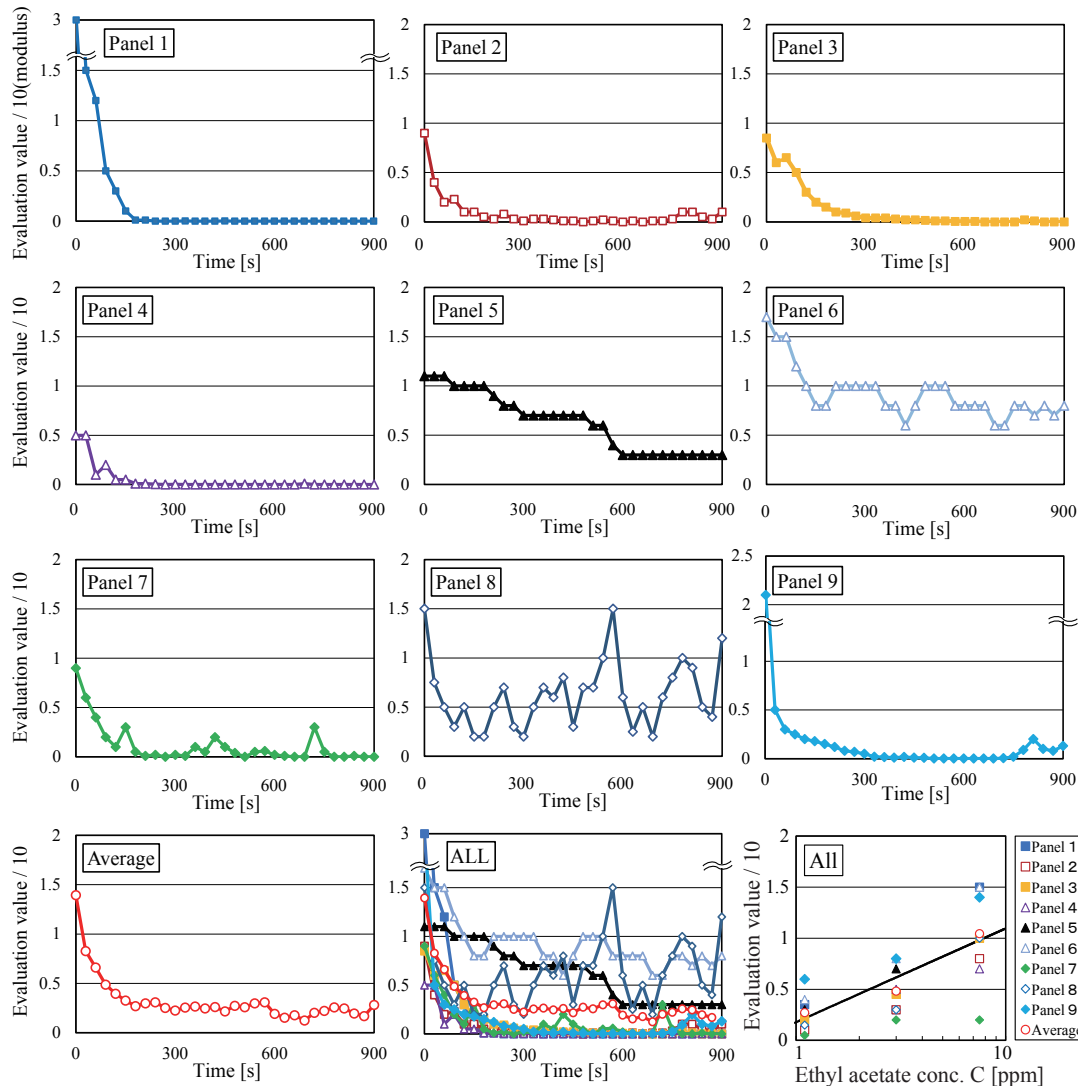 Evaluation value / 10(modulus)
3
1.5
1
0.5
0
Panel 1
0 300 600 900
Time [s]
2
1.5
1
0.5
0
Panel 2
0 300 600 900
Time [s]
2
1.5
1
0.5
0
Panel 3
0 300 600 900
Time [s]
Evaluation value / 10
2
1.5
1
0.5
0
Panel 4
0 300 600 900
Time [s]
2
1.5
1
0.5
0
Panel 5
0 300 600 900
Time [s]
2
1.5
1
0.5
0
Panel 6
0 300 600 900
Time [s]
Evaluation value / 10
2
1.5
1
0.5
0
Panel 7
0 300 600 900
Time [s]
2
1.5
1
0.5
0
Panel 8
0 300 600 900
Time [s]
2.5
2
1
0.5
0
Panel 9
0 300 600 900
Time [s]
Evaluation value / 10
2
1.5
1
0.5
0
Average
0 300 600 900
Time [s]
3
1.5
1
0.5
0
ALL
0 300 600 900
Time [s]
Evaluation value / 10
2
1.5
1
0.5
0
All
1 10
Ethyl acetate conc. C [ppm]
Panel 1
Panel 2
Panel 3
Panel 4
Panel 5
Panel 6
Panel 7
Panel 8
Panel 9
Average